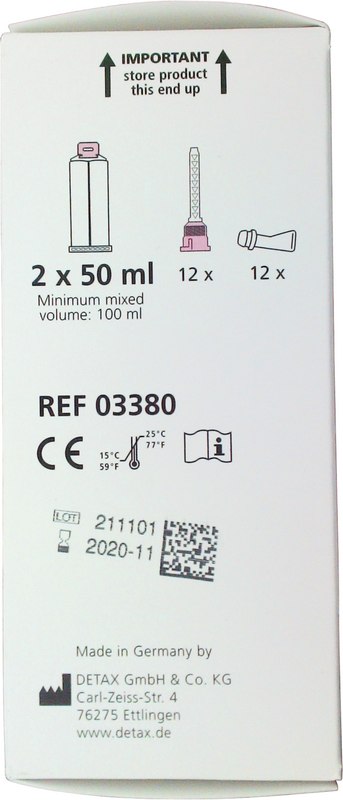 IMPORTANT
store product
this end up
2 x 50 ml
12 x
12 x
Minimum mixed
volume: 100 ml
REF 03380
CE
25°C
77°F
15°C
59°F
i
LOT
211101
2020-11
Made in Germany by
DETAX GmbH & Co. KG
Carl-Zeiss-Str. 4
76275 Ettlingen
www.detax.de